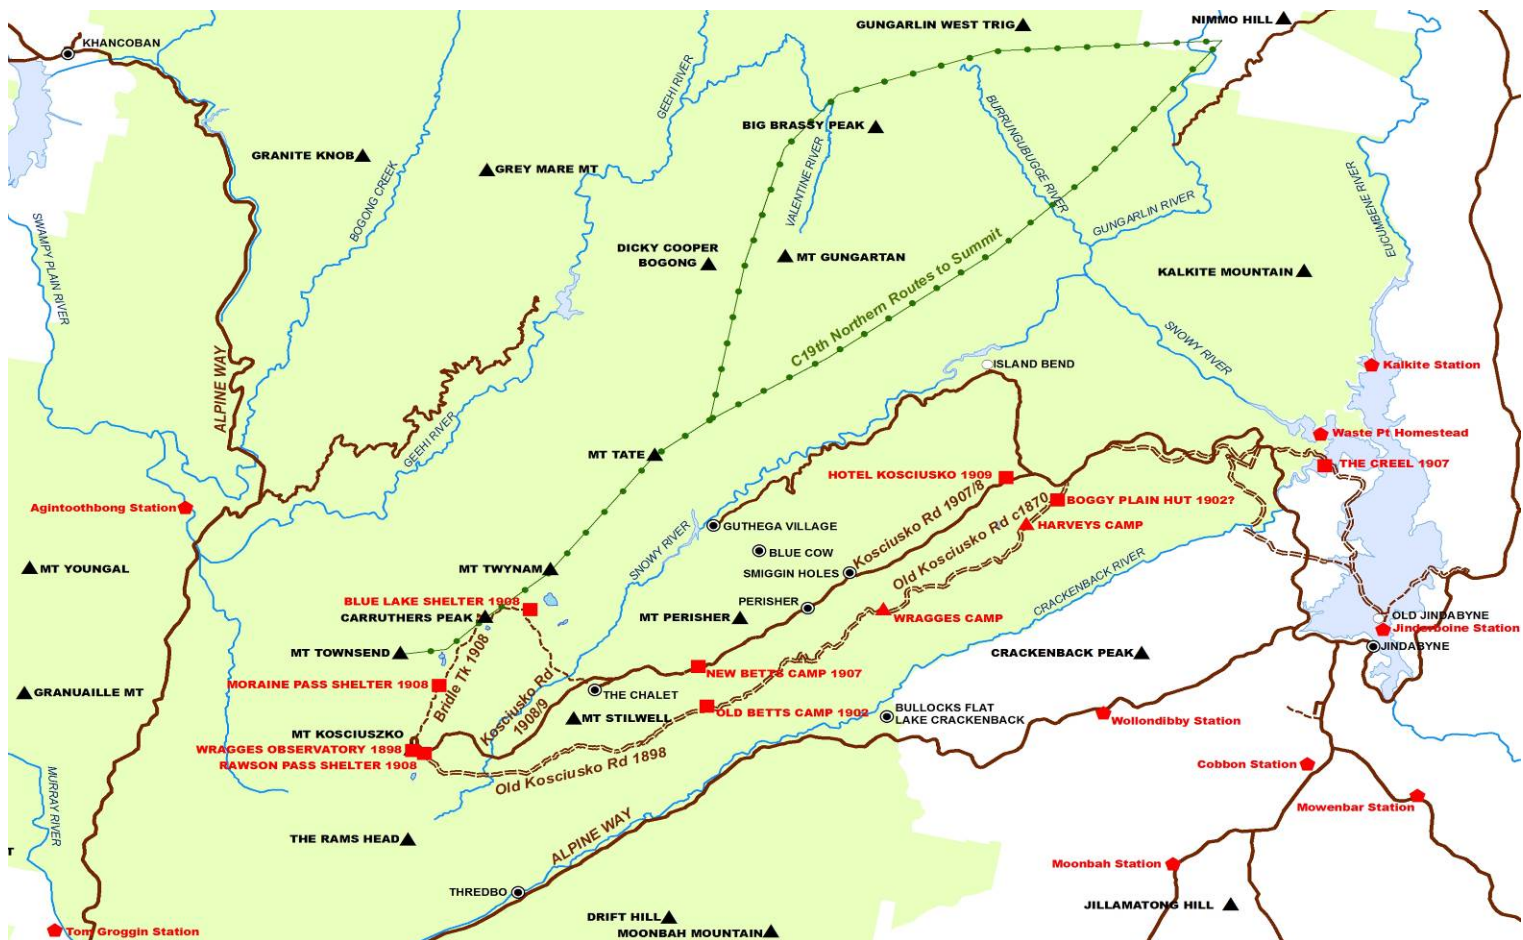 GUNGARLIN WEST TRIG
NIMMO HILL
KHANCOBAN
GEEHI RIVER
BURRUNGUBUGGE RIVER
BIG BRASSY PEAK
VALENTINE RIVER
GRANITE KNOB
GREY MARE MT
BOGONG CREEK
EUCUMBENE RIVER
GUNGARLIN RIVER
SWAMPY PLAIN RIVER
DICKY COOPER
BOGONG
MT GUNGARTAN
KALKITE MOUNTAIN
C19th Northern Routes to Summit
SNOWY RIVER
ALPINE WAY
ISLAND BEND
Kalkite Station
GEEHI RIVER
MT TATE
Waste Pt Homestead
THE CREEL 1907
HOTEL KOSCIUSKO 1909
BOGGY PLAIN HUT 1902?
Agintoothbong Station
GUTHEGA VILLAGE
HARVEYS CAMP
Kosciusko Rd 1907/8
Old Kosciusko Rd c1870
SNOWY RIVER
BLUE COW
MT YOUNGAL
MT TWYNAM
SMIGGIN HOLES
CRACKENBACK RIVER
BLUE LAKE SHELTER 1908
CARRUTHERS PEAK
PERISHER
MT PERISHER
WRAGGES CAMP
OLD JINDABYNE
Jinderboine Station
JINDABYNE
MT TOWNSEND
CRACKENBACK PEAK
Bridle Tk 1908
MORAINE PASS SHELTER 1908
NEW BETTS CAMP 1907
GRANUAILLE MT
THE CHALET
Kosciusko Rd
1908/9
OLD BETTS CAMP 1902
BULLOCKS FLAT
LAKE CRACKENBACK
Wollondibby Station
MT STILWELL
MT KOSCIUSZKO
WRAGGES OBSERVATORY 1898
RAWSON PASS SHELTER 1908
Old Kosciusko Rd 1898
Cobbon Station
MURRAY RIVER
Mowenbar Station
THE RAMS HEAD
ALPINE WAY
T
Moonbah Station
THREDBO
JILLAMATONG HILL
DRIFT HILL
Tom Groggin Station
MOONBAH MOUNTAIN